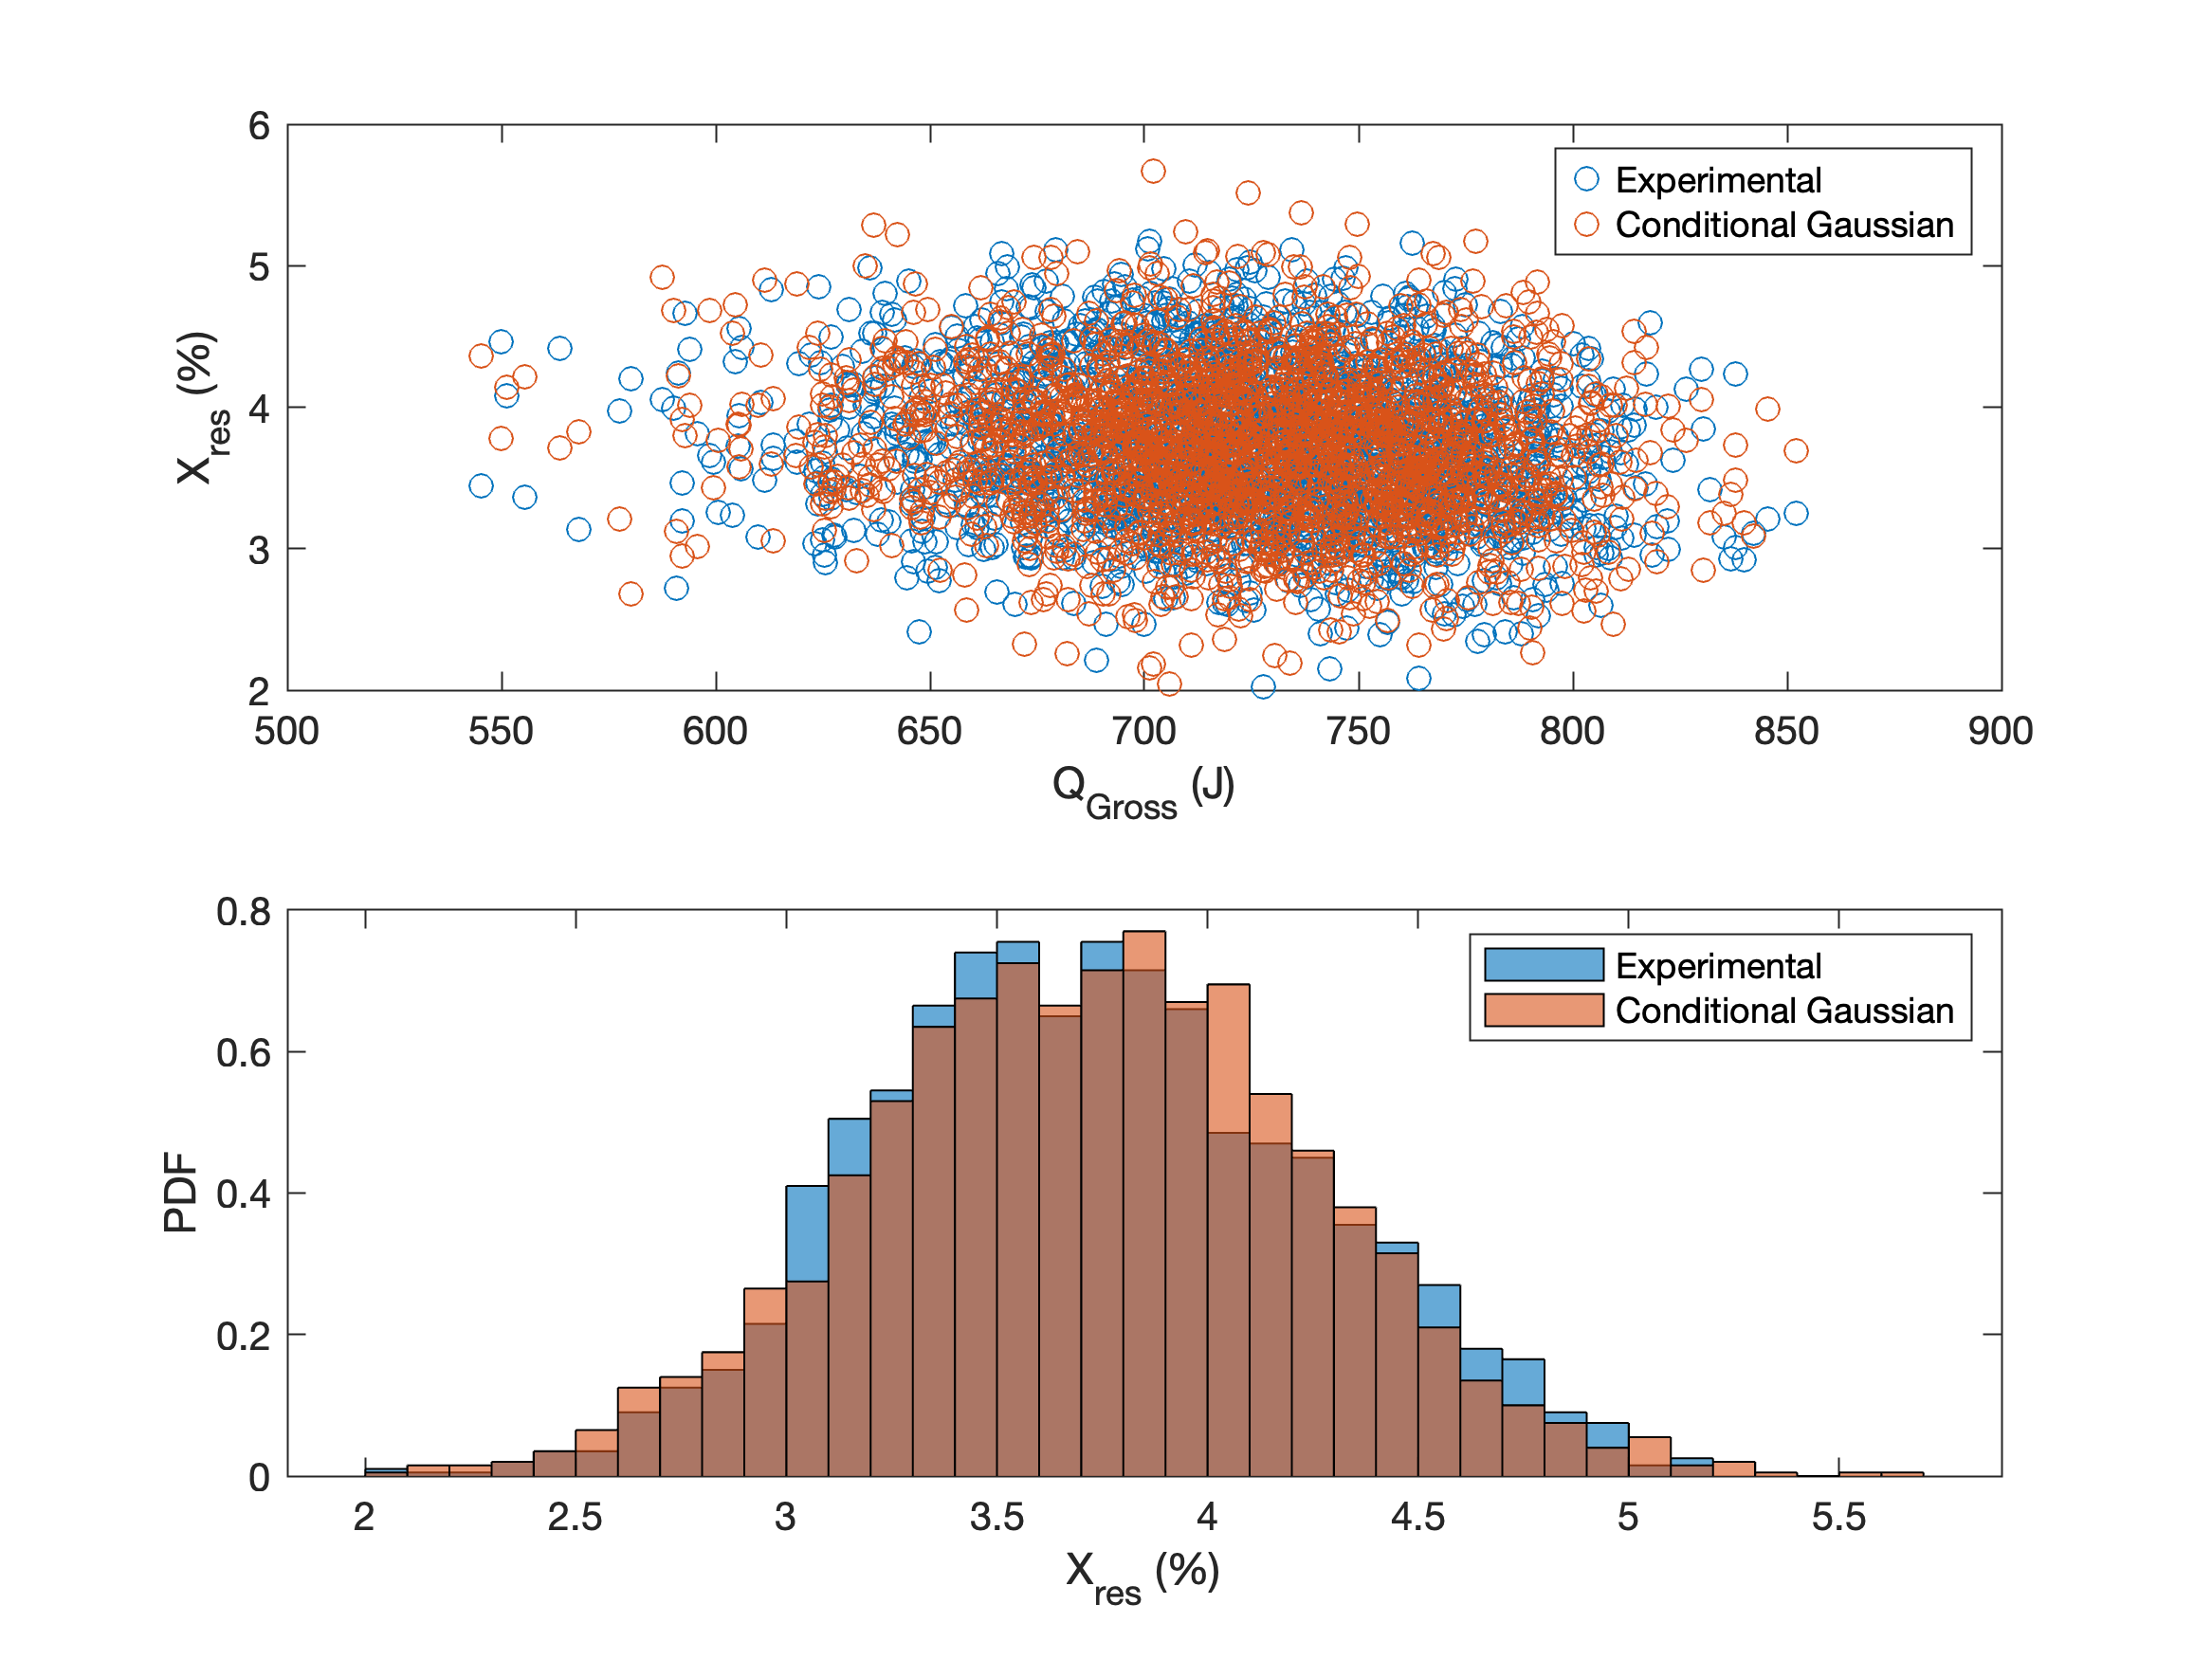 6
5
4
3
2
X_res (%)
Experimental
Conditional Gaussian
500 550 600 650 700 750 800 850 900
Q_Gross (J)
0.8
0.6
0.4
0.2
0
PDF
Experimental
Conditional Gaussian
2 2.5 3 3.5 4 4.5 5 5.5
X_res (%)